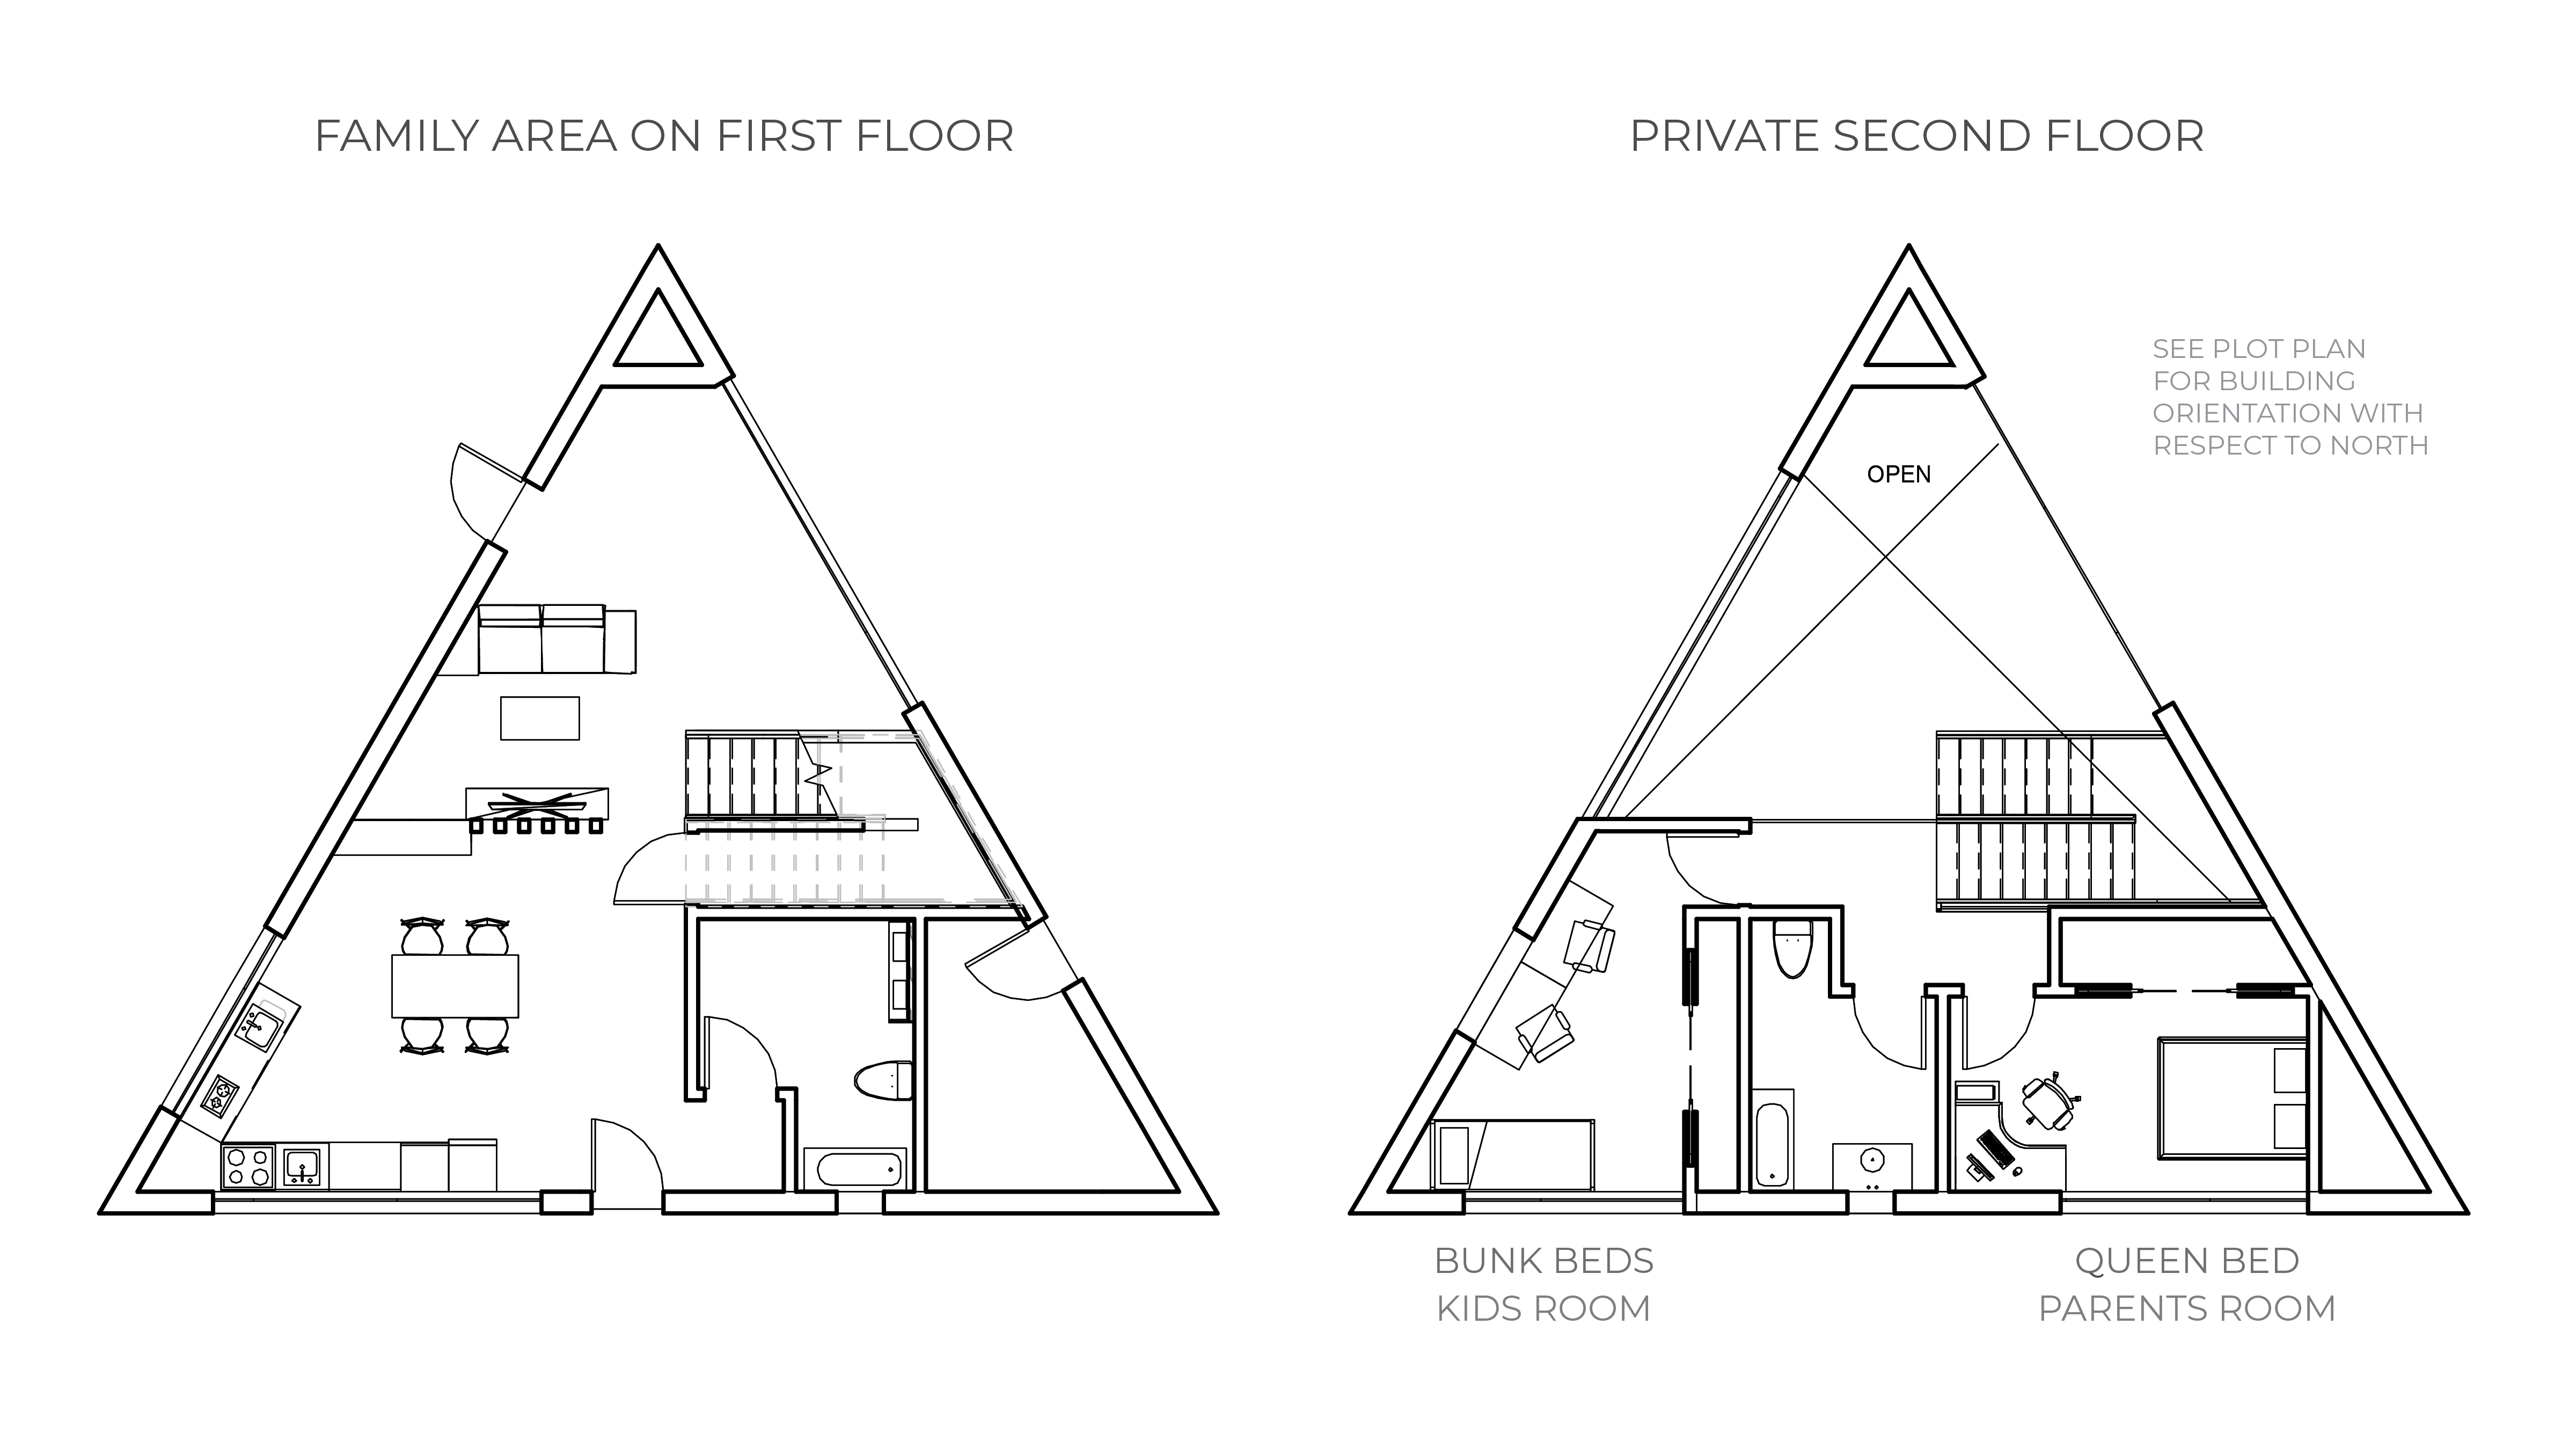 FAMILY AREA ON FIRST FLOOR
PRIVATE SECOND FLOOR
SEE PLOT PLAN
FOR BUILDING
ORIENTATION WITH
RESPECT TO NORTH
OPEN
BUNK BEDS
KIDS ROOM
QUEEN BED
PARENTS ROOM